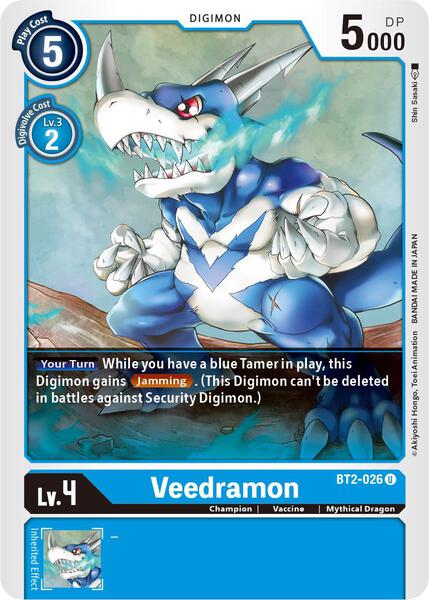 DIGIMON
Play Cost
5
DP
5000
Digivolve Cost
Lv.3
2
Shin Sasaki
©Akiyoshi Hongo, Toei Animation BANDAI MADE IN JAPAN
Your Turn While you have a blue Tamer in play, this
Digimon gains Jamming. (This Digimon can't be deleted
in battles against Security Digimon.)
Lv.4
Veedramon
BT2-026 U
Champion | Vaccine | Mythical Dragon
Inherited Effect
–